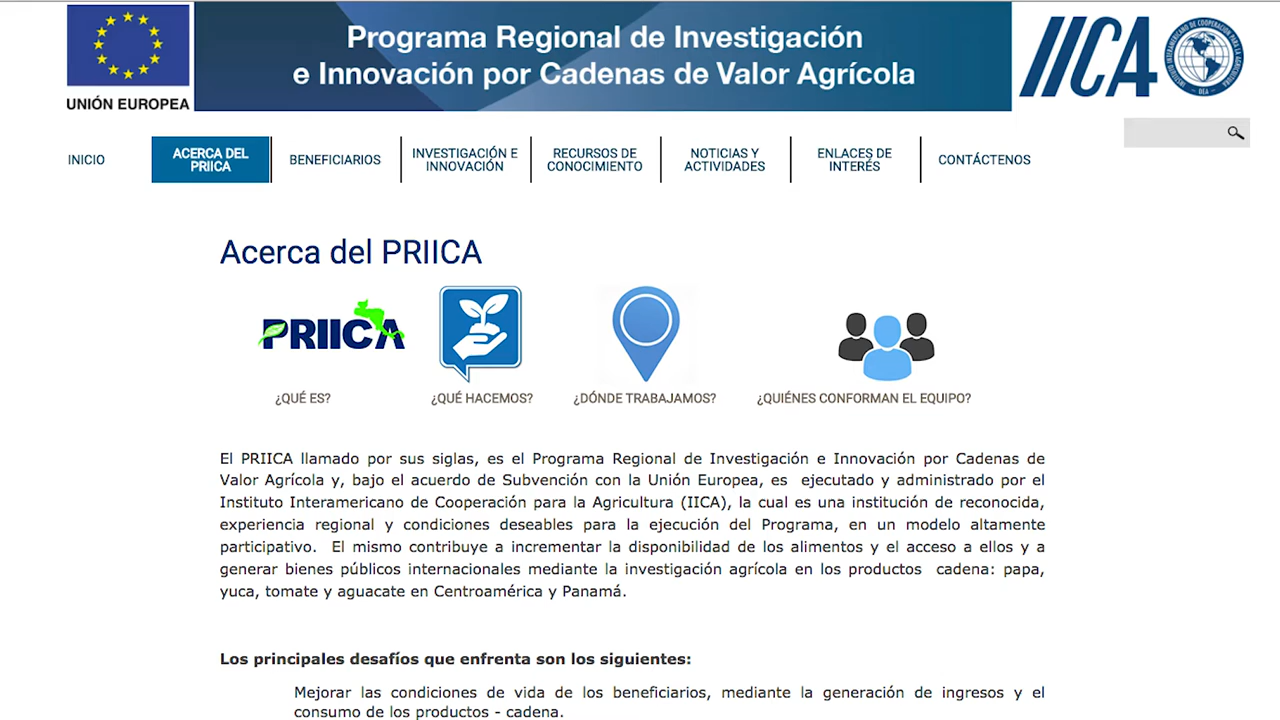 UNIÓN EUROPEA
Programa Regional de Investigación
e Innovación por Cadenas de Valor Agrícola
IICA
INSTITUTO INTERAMERICANO DE COOPERACIÓN PARA LA AGRICULTURA
- OEA -
INICIO
ACERCA DEL
PRIICA
BENEFICIARIOS
INVESTIGACIÓN E
INNOVACIÓN
RECURSOS DE
CONOCIMIENTO
NOTICIAS Y
ACTIVIDADES
ENLACES DE
INTERÉS
CONTÁCTENOS
Acerca del PRIICA
PRIICA
¿QUÉ ES?
¿QUÉ HACEMOS?
¿DÓNDE TRABAJAMOS?
¿QUIÉNES CONFORMAN EL EQUIPO?
El PRIICA llamado por sus siglas, es el Programa Regional de Investigación e Innovación por Cadenas de
Valor Agrícola y, bajo el acuerdo de Subvención con la Unión Europea, es ejecutado y administrado por el
Instituto Interamericano de Cooperación para la Agricultura (IICA), la cual es una institución de reconocida,
experiencia regional y condiciones deseables para la ejecución del Programa, en un modelo altamente
participativo. El mismo contribuye a incrementar la disponibilidad de los alimentos y el acceso a ellos y a
generar bienes públicos internacionales mediante la investigación agrícola en los productos cadena: papa,
yuca, tomate y aguacate en Centroamérica y Panamá.
Los principales desafíos que enfrenta son los siguientes:
Mejorar las condiciones de vida de los beneficiarios, mediante la generación de ingresos y el
consumo de los productos - cadena.